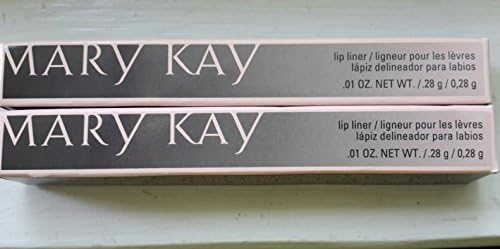 MARY KAY
lip liner / ligneur pour les lèvres
lápiz delineador para labios
.01 OZ. NET WT. / .28 g / 0,28 g
MARY KAY
lip liner / ligneur pour les lèvres
lápiz delineador para labios
.01 OZ. NET WT. / .28 g / 0,28 g